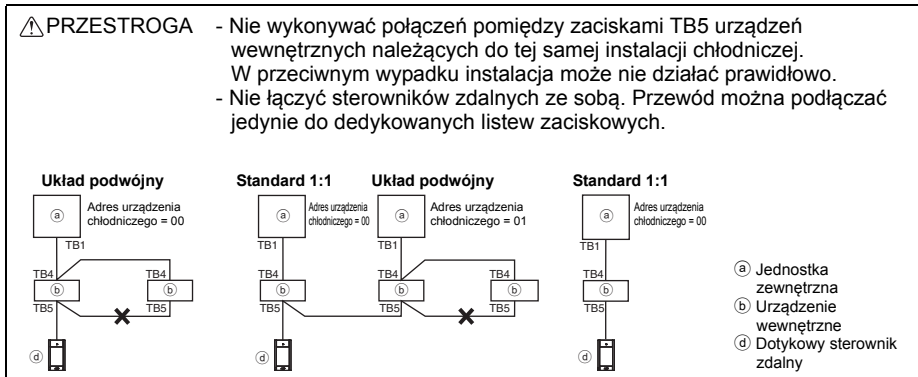 ⚠PRZESTROGA - Nie wykonywać połączeń pomiędzy zaciskami TB5 urządzeń
wewnętrznych należących do tej samej instalacji chłodniczej.
W przeciwnym wypadku instalacja może nie działać prawidłowo.
- Nie łączyć sterowników zdalnych ze sobą. Przewód można podłączać
jedynie do dedykowanych listew zaciskowych.
Układ podwójny
ⓐ
Adres urządzenia
chłodniczego = 00
TB1
TB4 TB4
ⓑ ⓑ
TB5 TB5
ⓓ
Standard 1:1 Układ podwójny
ⓐ
Adres urządzenia
chłodniczego = 00
ⓐ
Adres urządzenia
chłodniczego = 01
TB1 TB1
TB4 TB4 TB4
ⓑ ⓑ ⓑ
TB5 TB5 TB5
ⓓ
Standard 1:1
ⓐ
Adres urządzenia
chłodniczego = 00
TB1
TB4
ⓑ
TB5
ⓓ
ⓐ Jednostka
zewnętrzna
ⓑ Urządzenie
wewnętrzne
ⓓ Dotykowy sterownik
zdalny